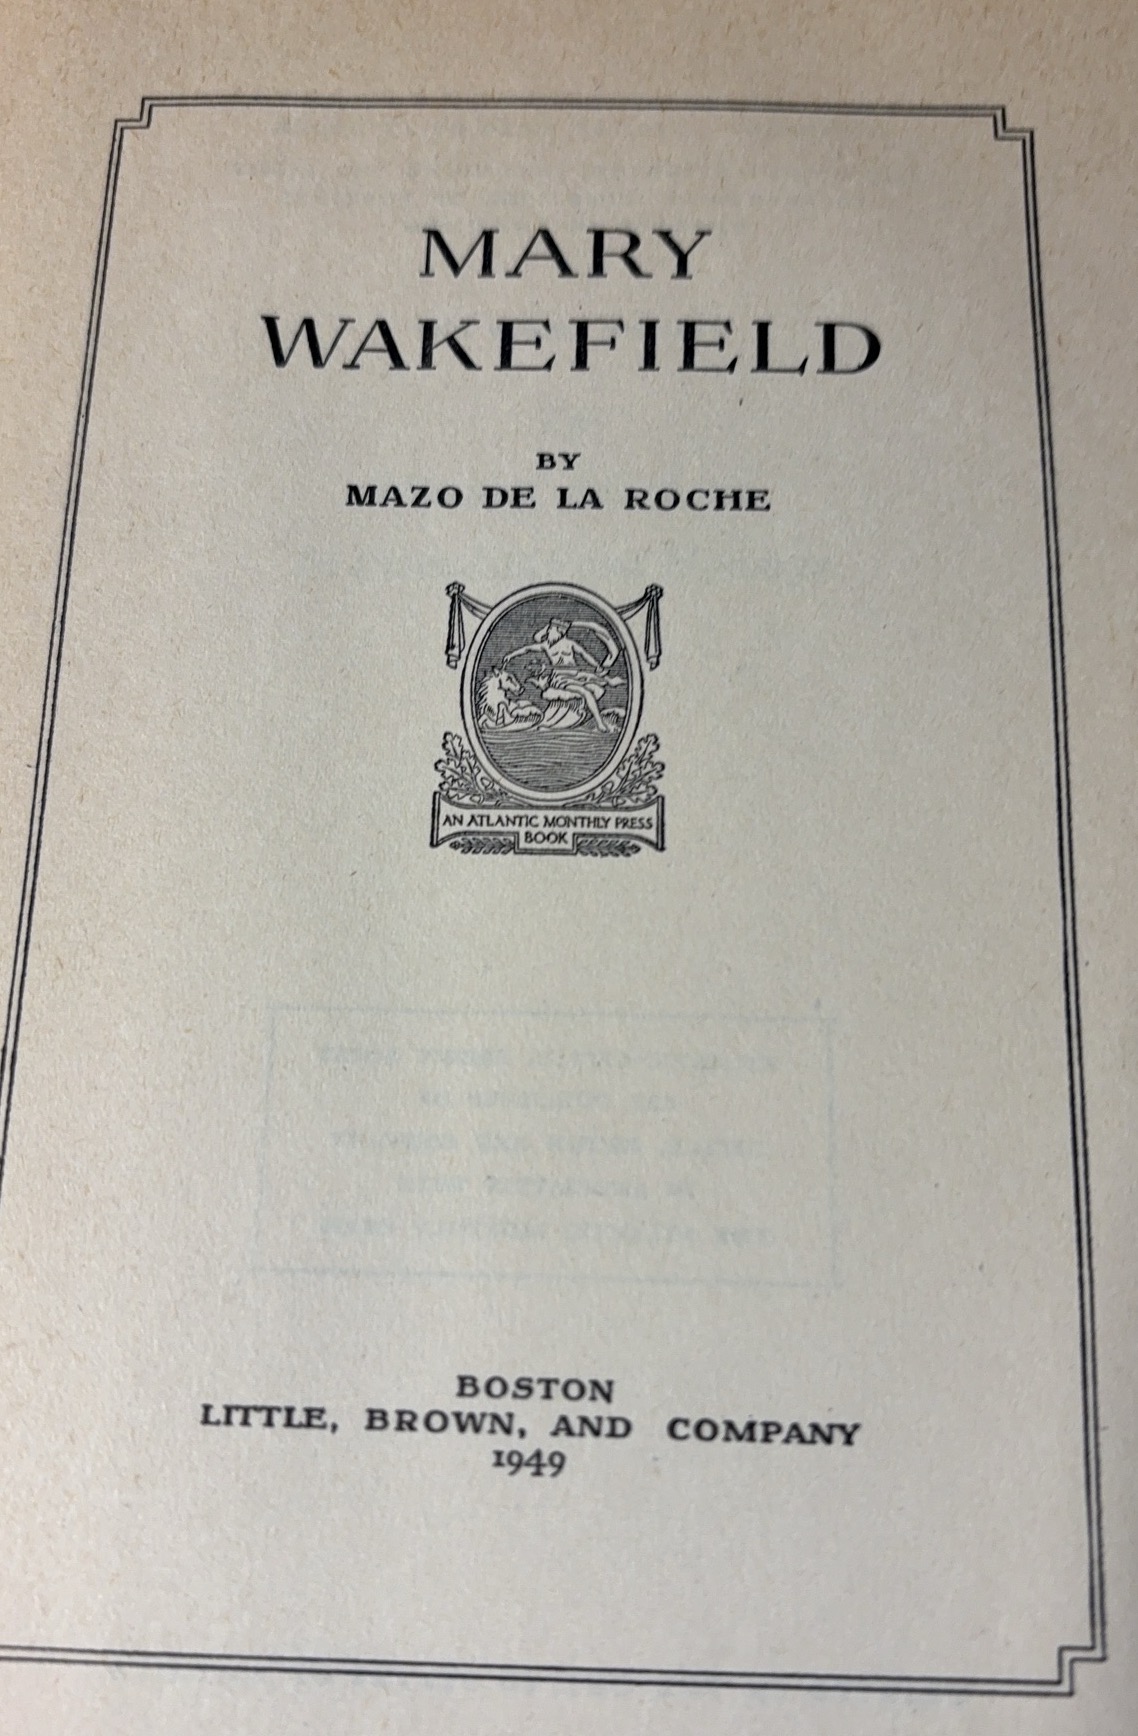 MARY
WAKEFIELD
BY
MAZO DE LA ROCHE
AN ATLANTIC MONTHLY PRESS
BOOK
BOSTON
LITTLE, BROWN, AND COMPANY
1949